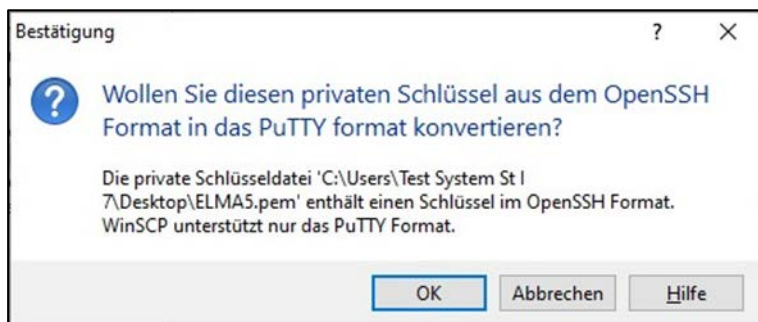 Bestätigung
Wollen Sie diesen privaten Schlüssel aus dem OpenSSH
Format in das PuTTY format konvertieren?
Die private Schlüsseldatei 'C:\Users\Test System St I
7\Desktop\ELMA5.pem' enthält einen Schlüssel im OpenSSH Format.
WinSCP unterstützt nur das PuTTY Format.
OK Abbrechen Hilfe